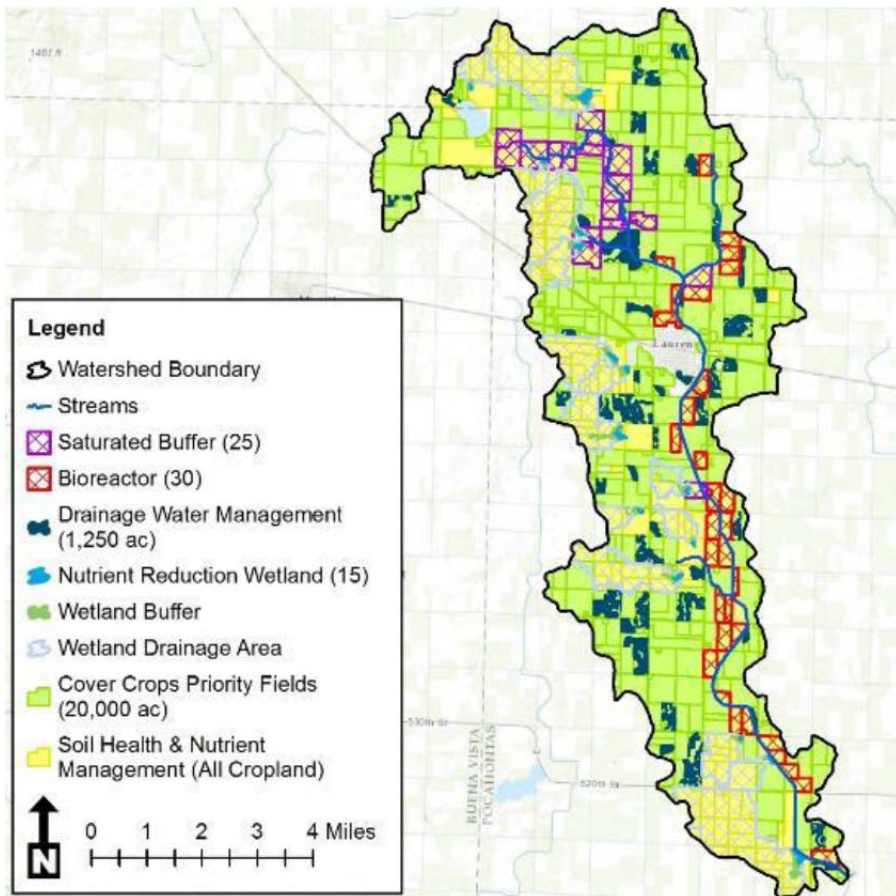 1461 ft
Lauren
Legend
Watershed Boundary
Streams
Saturated Buffer (25)
Bioreactor (30)
Drainage Water Management
(1,250 ac)
Nutrient Reduction Wetland (15)
Wetland Buffer
Wetland Drainage Area
Cover Crops Priority Fields
(20,000 ac)
Soil Health & Nutrient
Management (All Cropland)
0 1 2 3 4 Miles
N
530th St
520th St
BUENA VISTA
POCAHONTAS